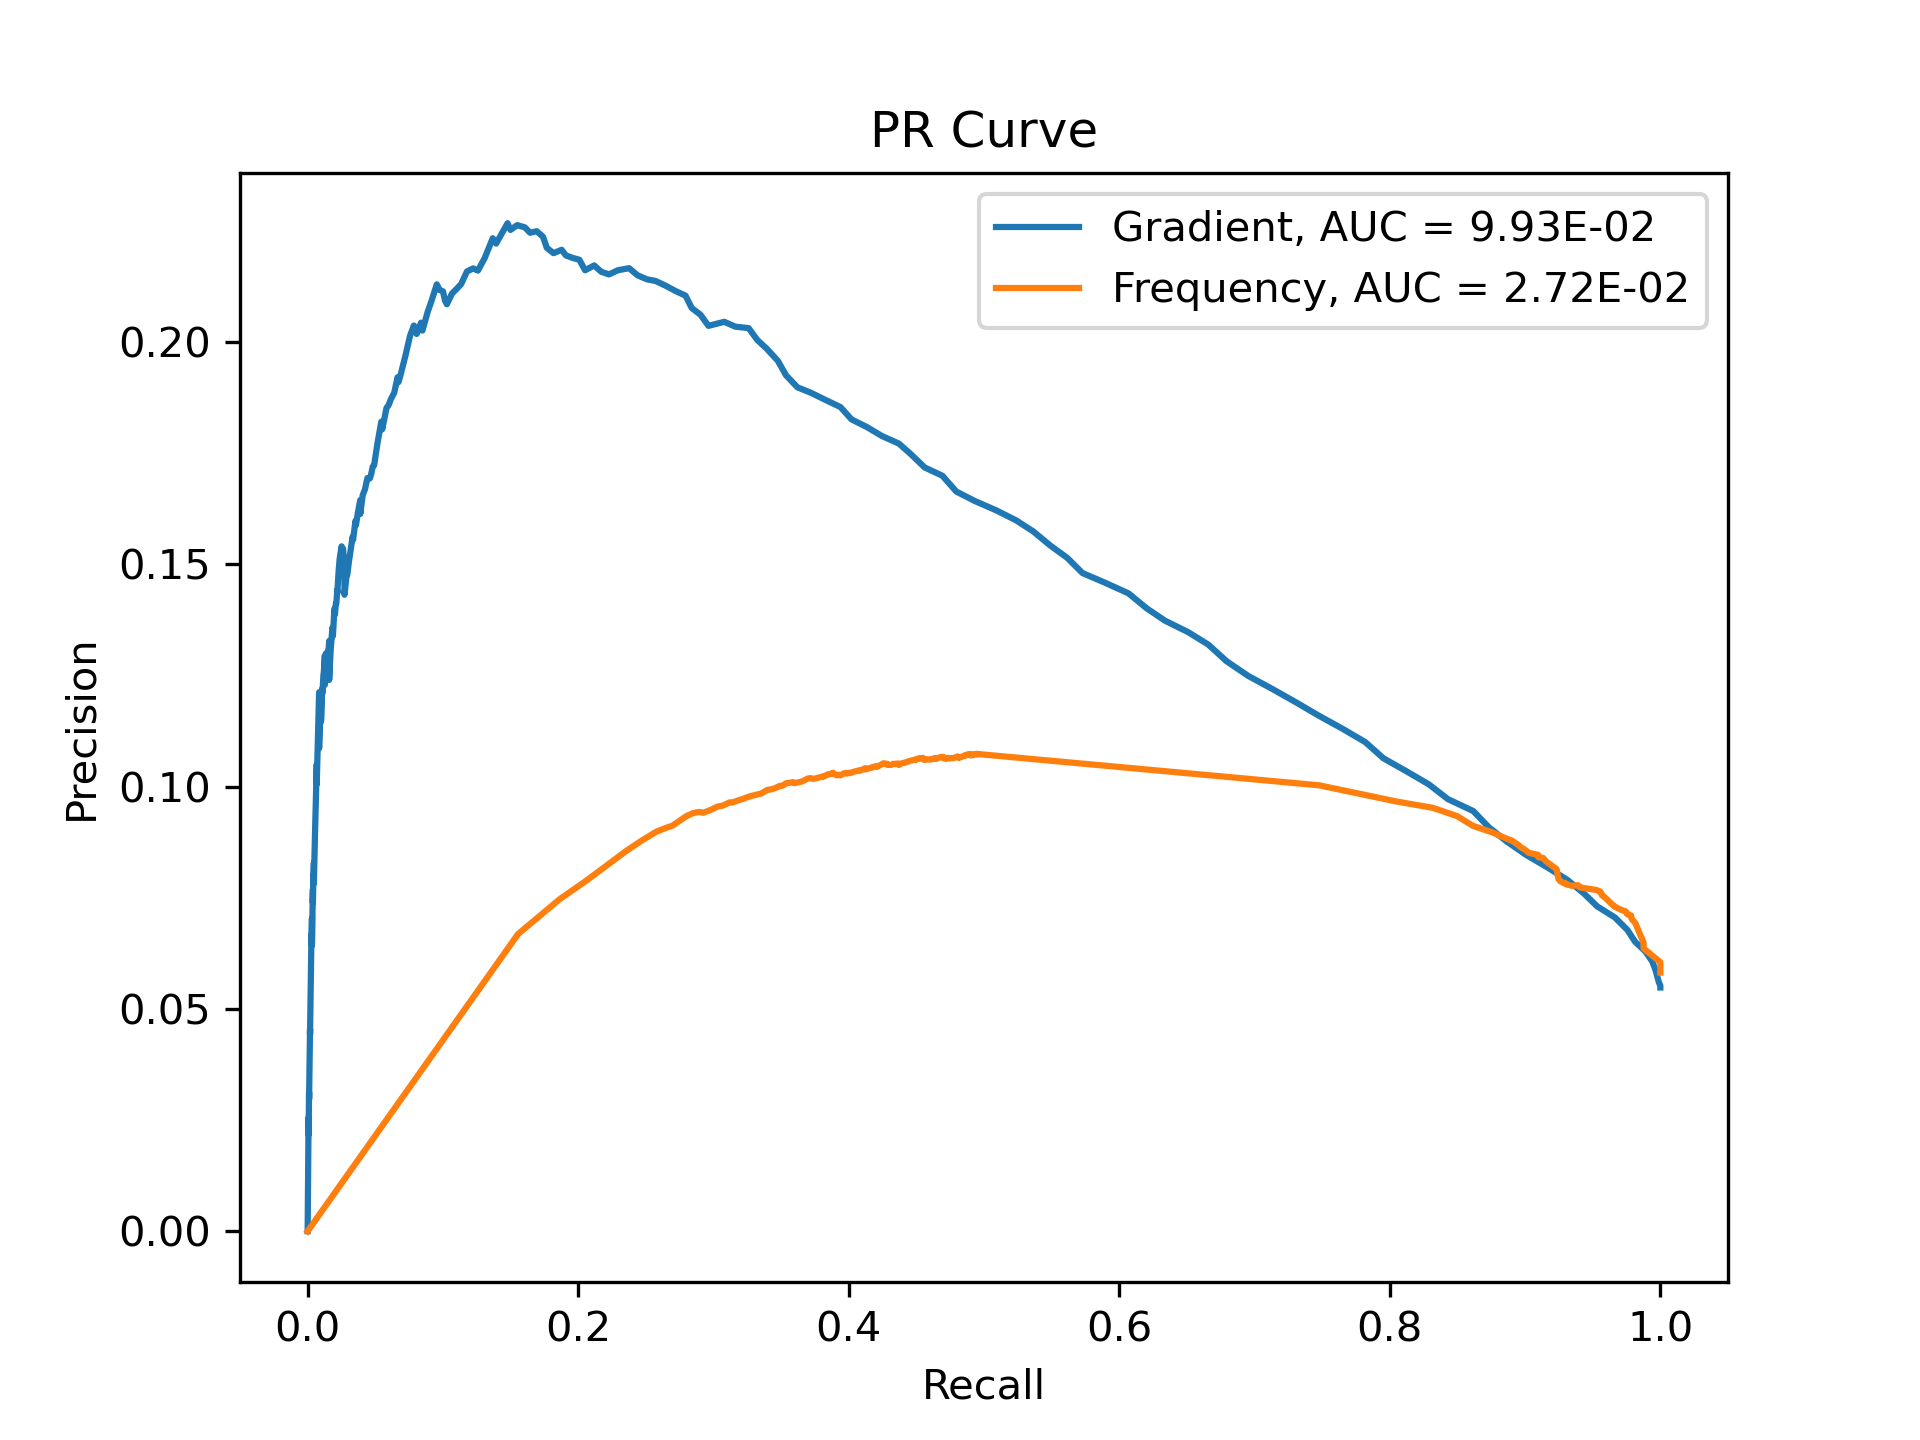 PR Curve
Gradient, AUC = 9.93E-02
Frequency, AUC = 2.72E-02
Precision
0.20
0.15
0.10
0.05
0.00
0.0 0.2 0.4 0.6 0.8 1.0
Recall